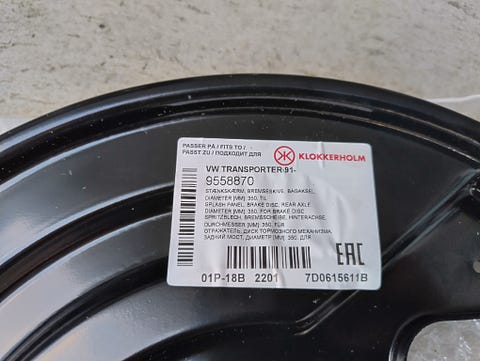 PASSER PÅ / FITS TO /
PASST ZU / ПОДХОДИТ ДЛЯ
KLOKKERHOLM
VW TRANSPORTER 91-
9558870
STÆNKSKÆRM, BREMSESKIVE, BAGAKSEL,
DIAMETER [MM]: 350, TIL
SPLASH PANEL, BRAKE DISC, REAR AXLE
DIAMETER [MM]: 350, FOR BRAKE DISC
SPRITZBLECH, BREMSSCHEIBE, HINTERACHSE,
DURCHMESSER [MM]: 350, FÜR
ОТРАЖАТЕЛЬ, ДИСК ТОРМОЗНОГО МЕХАНИЗМА,
ЗАДНИЙ МОСТ, ДИАМЕТР [MM]: 350, ДЛЯ
EAC
01P-18B 2201 7D0615611B